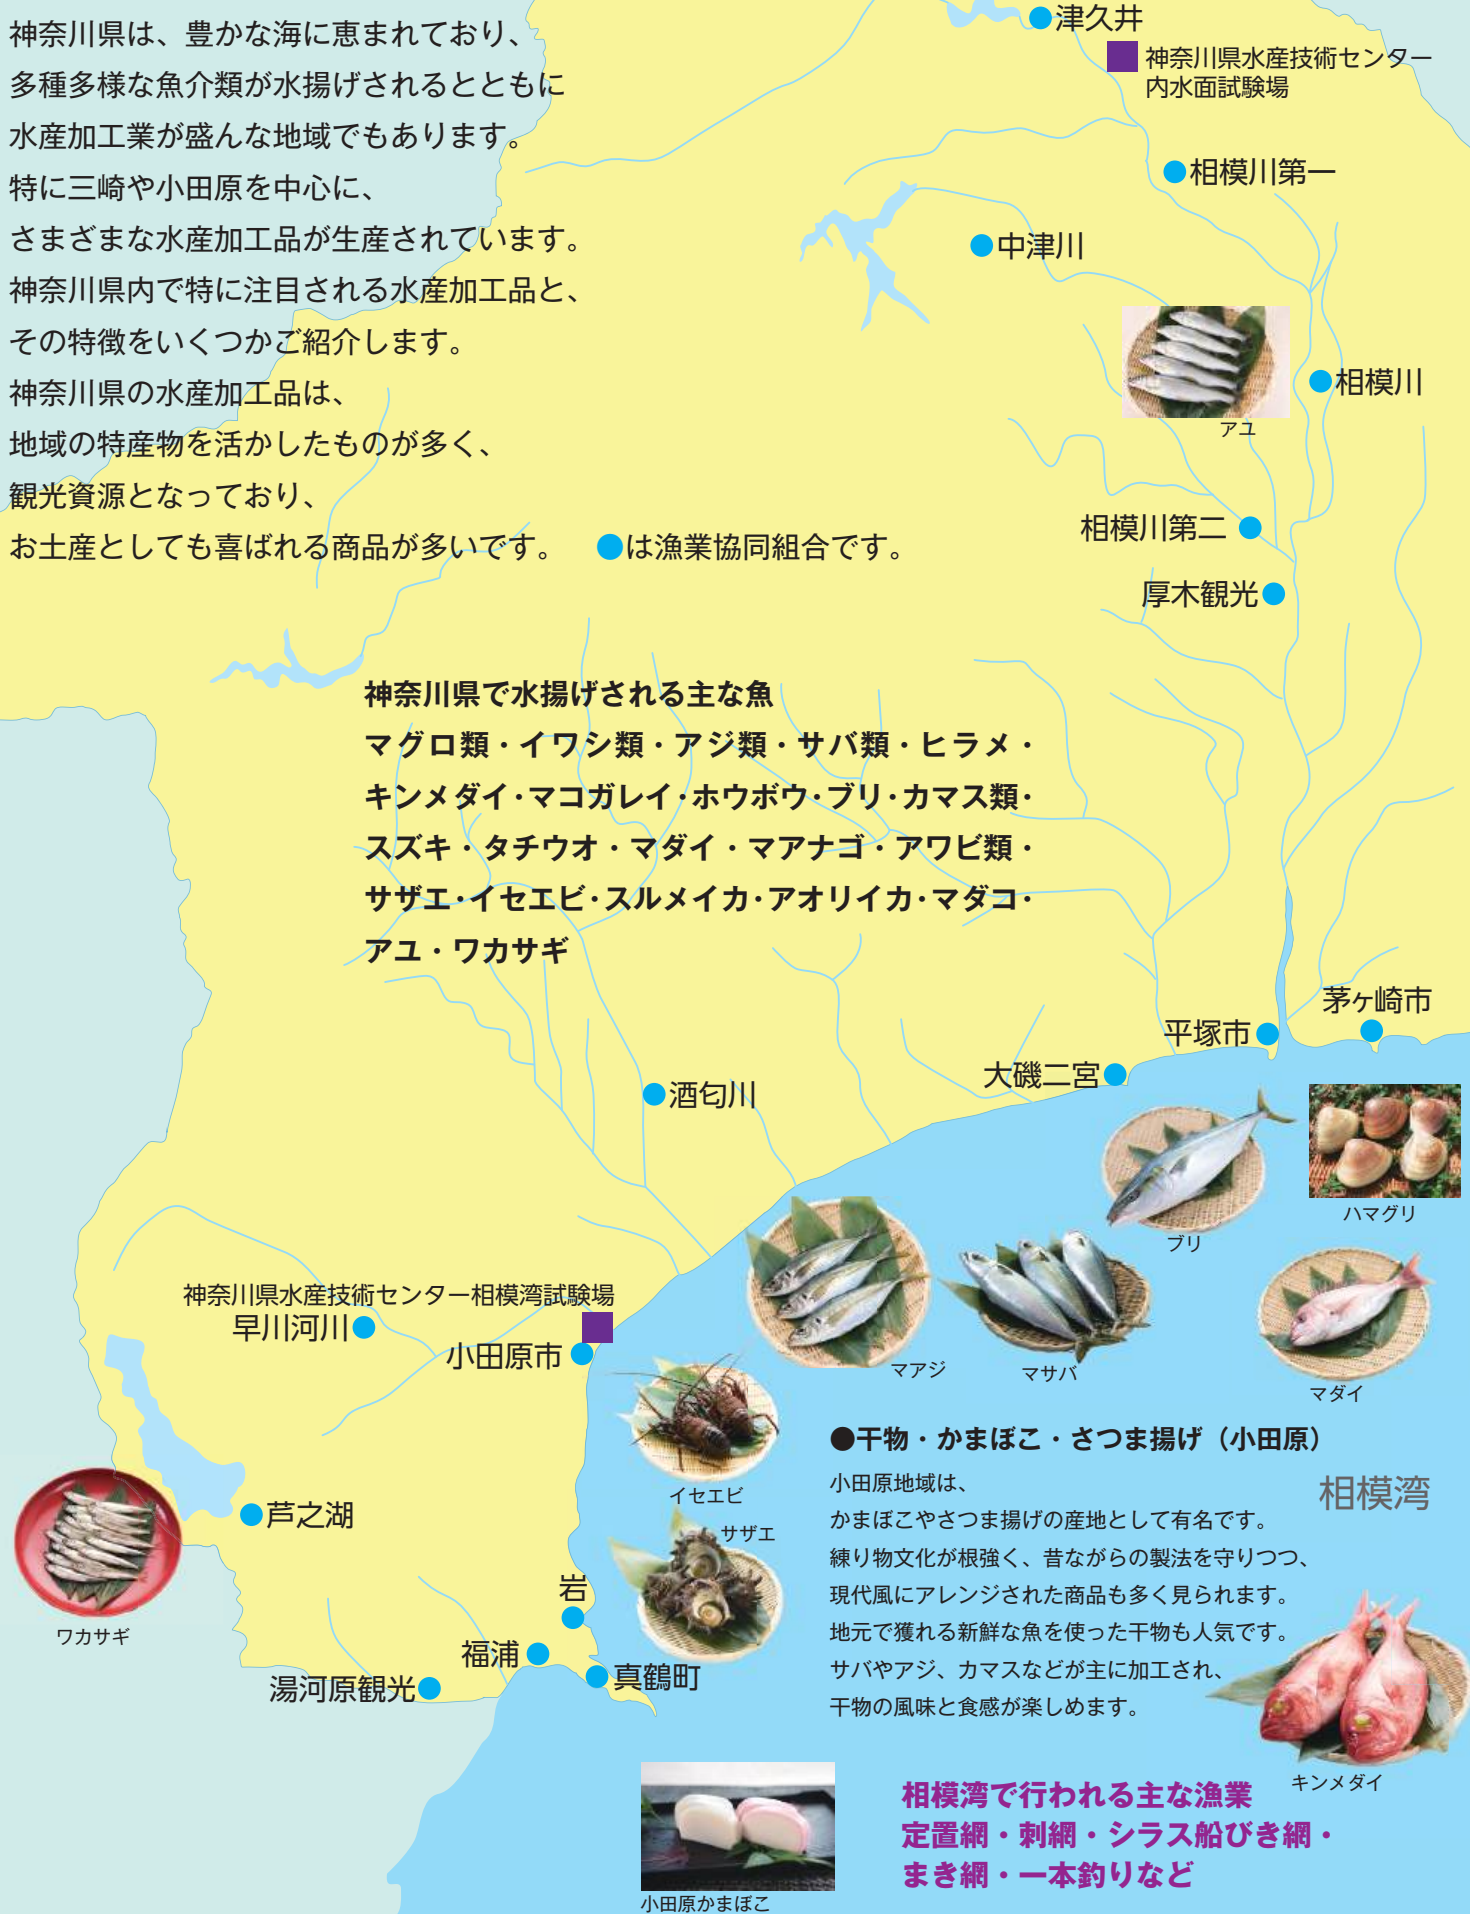 神奈川県は、豊かな海に恵まれており、
多種多様な魚介類が水揚げされるとともに
水産加工業が盛んな地域でもあります。
特に三崎や小田原を中心に、
さまざまな水産加工品が生産されています。
神奈川県内で特に注目される水産加工品と、
その特徴をいくつかご紹介します。
神奈川県の水産加工品は、
地域の特産物を活かしたものが多く、
観光資源となっており、
お土産としても喜ばれる商品が多いです。
●は漁業協同組合です。
津久井
神奈川県水産技術センター
内水面試験場
相模川第一
中津川
相模川
アユ
相模川第二
厚木観光
神奈川県で水揚げされる主な魚
マグロ類・イワシ類・アジ類・サバ類・ヒラメ・
キンメダイ・マコガレイ・ホウボウ・ブリ・カマス類・
スズキ・タチウオ・マダイ・マアナゴ・アワビ類・
サザエ・イセエビ・スルメイカ・アオリイカ・マダコ・
アユ・ワカサギ
茅ヶ崎市
平塚市
大磯二宮
酒匂川
ハマグリ
ブリ
神奈川県水産技術センター相模湾試験場
早川河川
小田原市
マアジ
マサバ
マダイ
イセエビ
サザエ
芦之湖
ワカサギ
岩
福浦
真鶴町
湯河原観光
●干物・かまぼこ・さつま揚げ（小田原）
相模湾
小田原地域は、
かまぼこやさつま揚げの産地として有名です。
練り物文化が根強く、昔ながらの製法を守りつつ、
現代風にアレンジされた商品も多く見られます。
地元で獲れる新鮮な魚を使った干物も人気です。
サバやアジ、カマスなどが主に加工され、
干物の風味と食感が楽しめます。
キンメダイ
相模湾で行われる主な漁業
定置網・刺網・シラス船びき網・
まき網・一本釣りなど
小田原かまぼこ